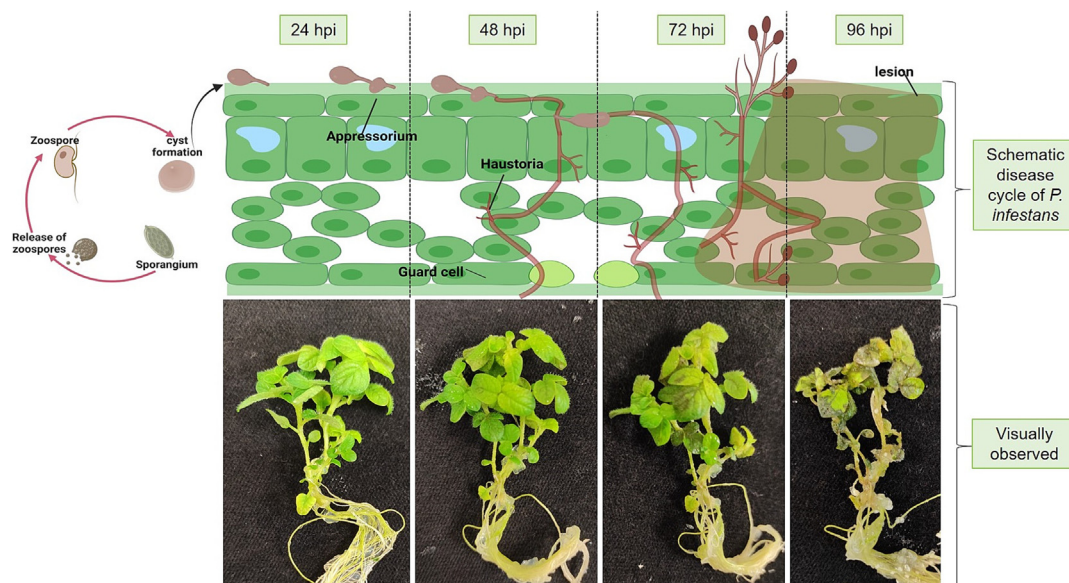 24 hpi
48 hpi
72 hpi
96 hpi
lesion
Zoospore
cyst
formation
Appressorium
Haustoria
Release of
zoospores
Sporangium
Guard cell
Schematic
disease
cycle of P.
infestans
Visually
observed